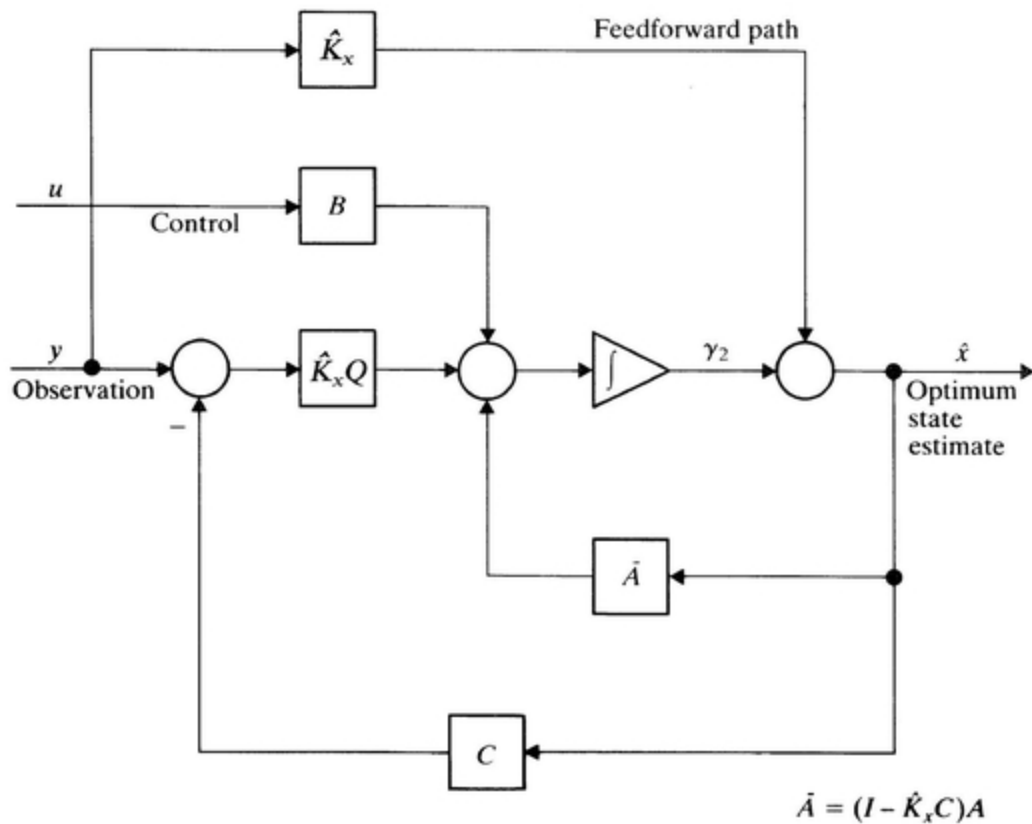 K̂ₓ
Feedforward path
u
Control
B
y
Observation
K̂ₓQ
∫
γ₂
x̂
Optimum
state
estimate
−
Ā
C
Ā = (I − K̂ₓC)A